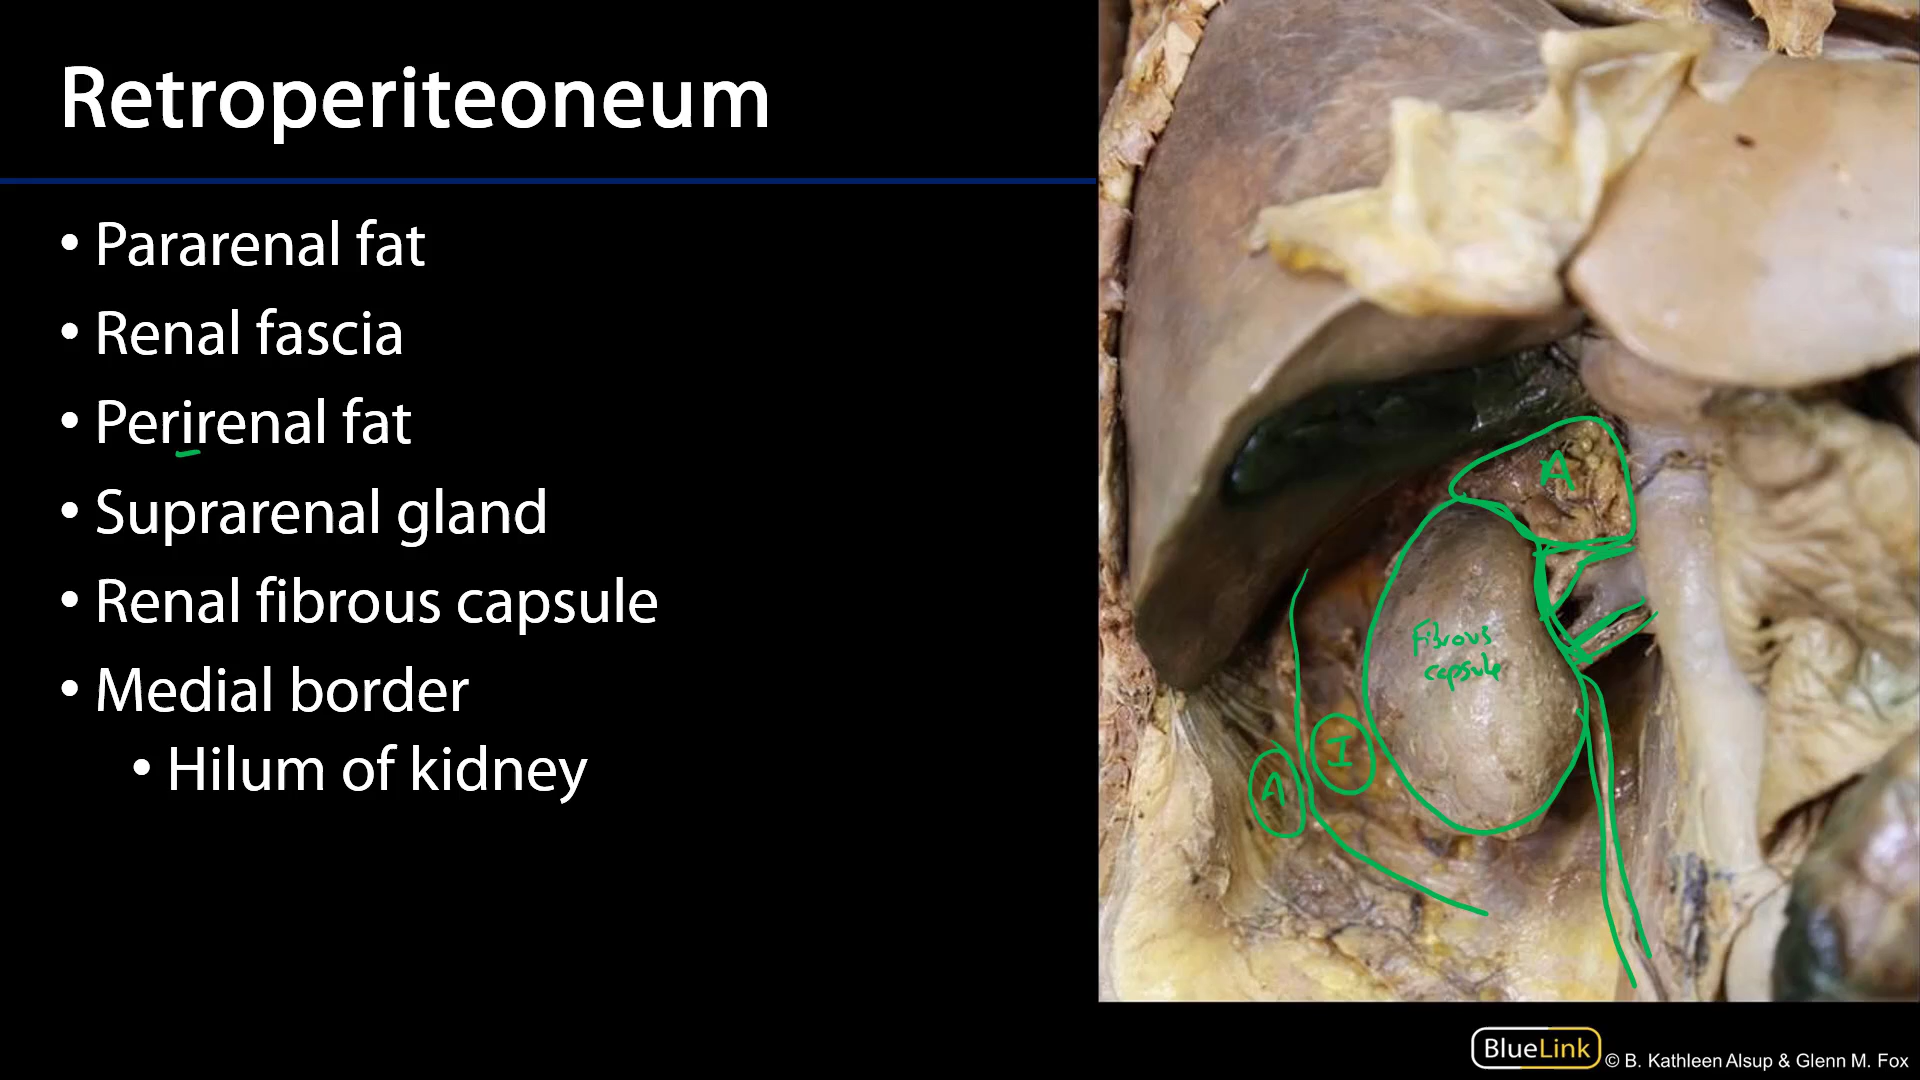 Retroperiteoneum
• Pararenal fat
• Renal fascia
• Perirenal fat
• Suprarenal gland
• Renal fibrous capsule
• Medial border
• Hilum of kidney
A
Fibrous
capsule
I
A
BlueLink
© B. Kathleen Alsup & Glenn M. Fox